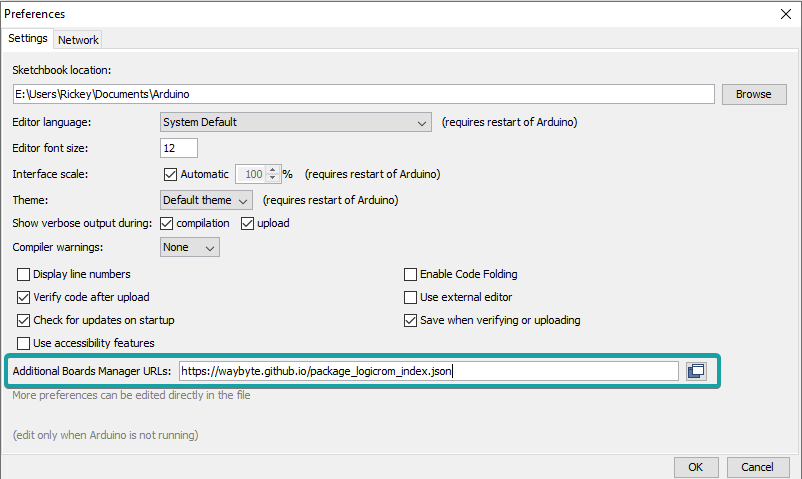 Preferences
Settings Network
Sketchbook location:
E:\Users\Rickey\Documents\Arduino Browse
Editor language: System Default (requires restart of Arduino)
Editor font size: 12
Interface scale: Automatic 100 % (requires restart of Arduino)
Theme: Default theme (requires restart of Arduino)
Show verbose output during: compilation upload
Compiler warnings: None
Display line numbers Enable Code Folding
Verify code after upload Use external editor
Check for updates on startup Save when verifying or uploading
Use accessibility features
Additional Boards Manager URLs: https://waybyte.github.io/package_logicrom_index.json
More preferences can be edited directly in the file
(edit only when Arduino is not running)
OK Cancel